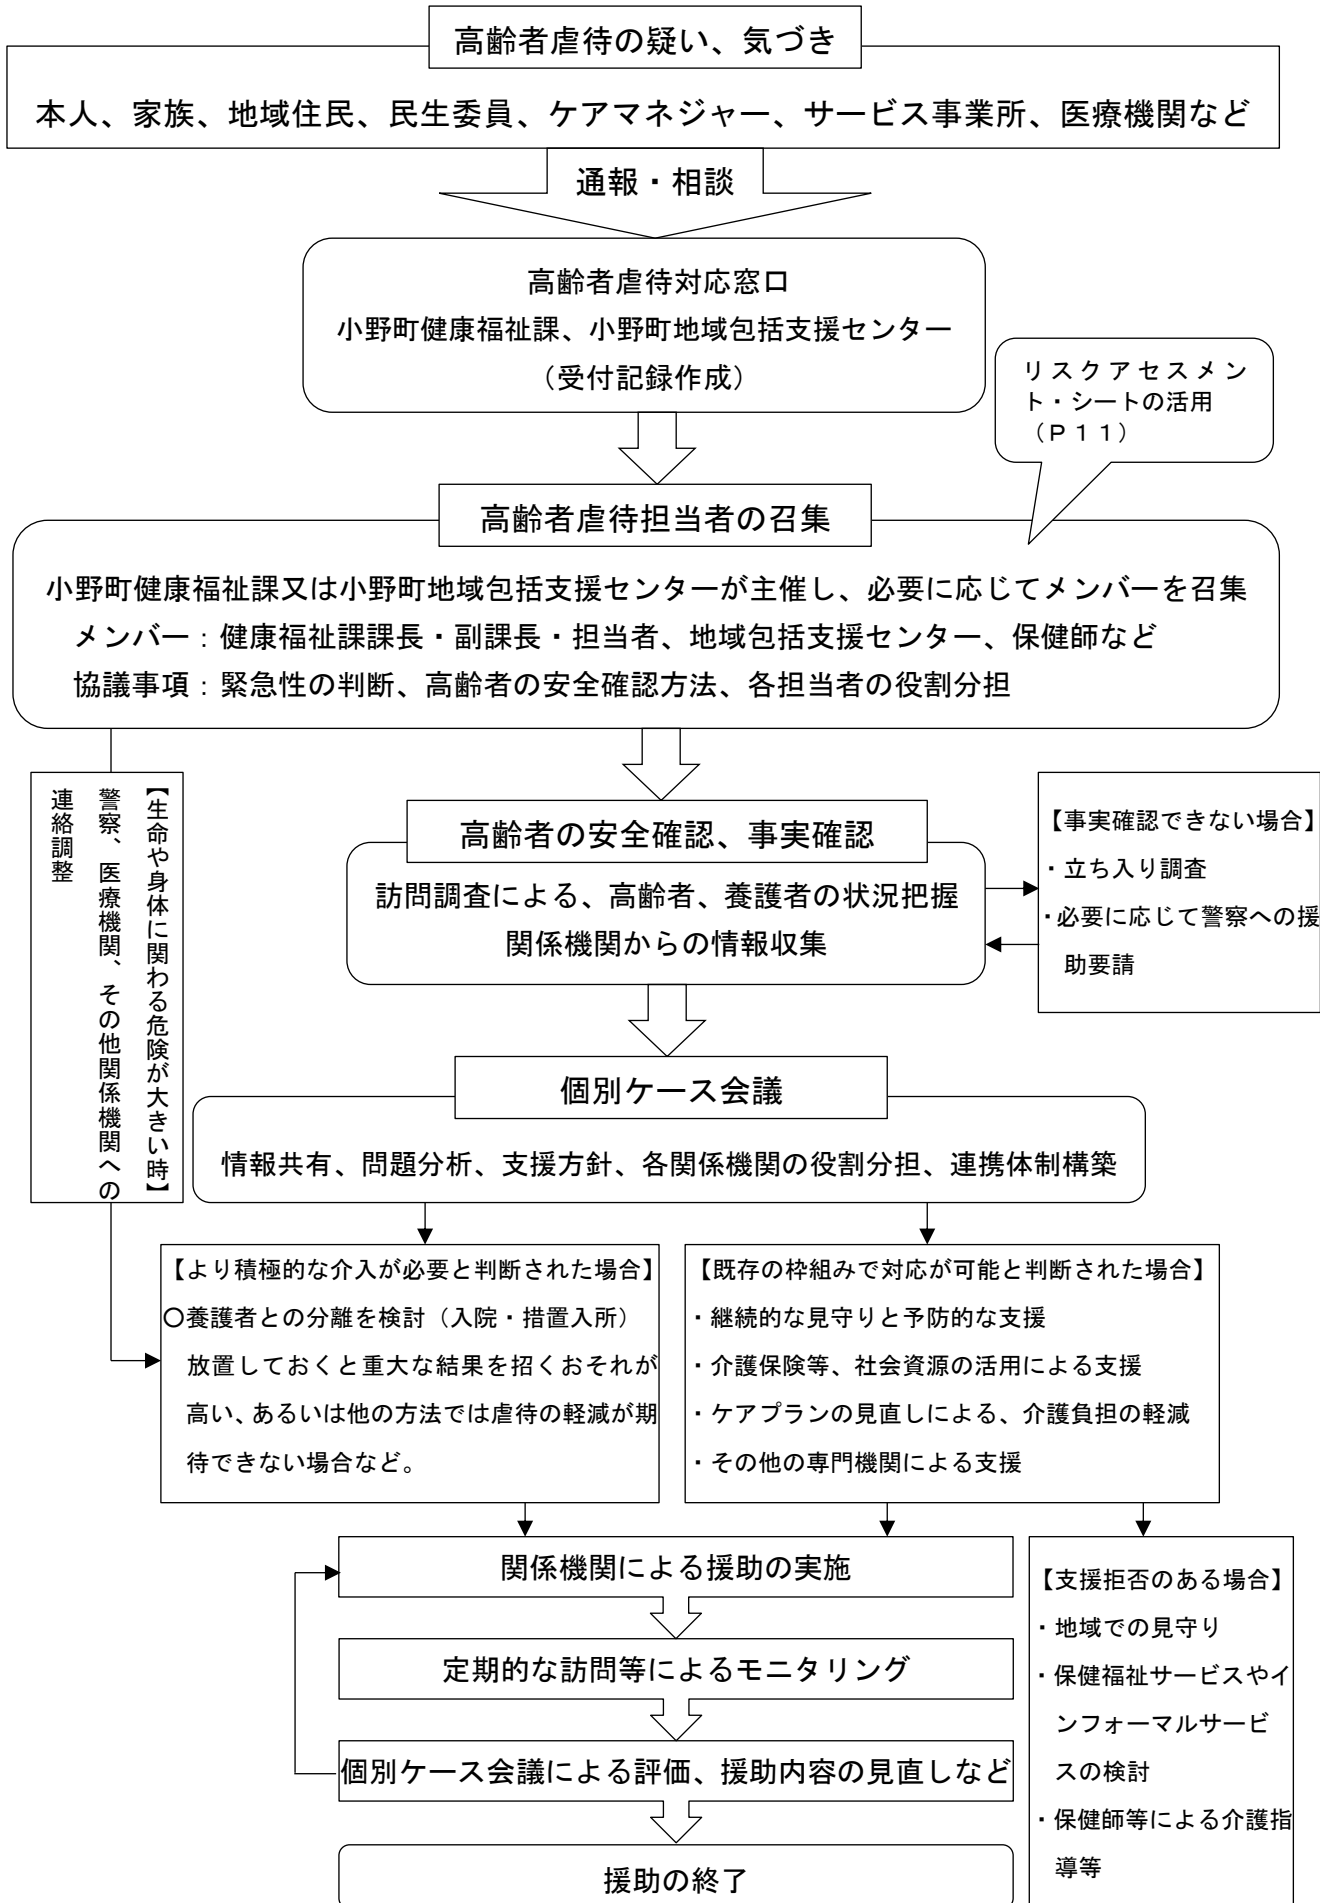 高齢者虐待の疑い、気づき
本人、家族、地域住民、民生委員、ケアマネジャー、サービス事業所、医療機関など
通報・相談
高齢者虐待対応窓口
小野町健康福祉課、小野町地域包括支援センター
（受付記録作成）
リスクアセスメン
ト・シートの活用
（Ｐ１１）
高齢者虐待担当者の召集
小野町健康福祉課又は小野町地域包括支援センターが主催し、必要に応じてメンバーを召集
メンバー：健康福祉課課長・副課長・担当者、地域包括支援センター、保健師など
協議事項：緊急性の判断、高齢者の安全確認方法、各担当者の役割分担
【生命や身体に関わる危険が大きい時】
警察、医療機関、その他関係機関への
連絡調整
高齢者の安全確認、事実確認
訪問調査による、高齢者、養護者の状況把握
関係機関からの情報収集
【事実確認できない場合】
・立ち入り調査
・必要に応じて警察への援
助要請
個別ケース会議
情報共有、問題分析、支援方針、各関係機関の役割分担、連携体制構築
【より積極的な介入が必要と判断された場合】
〇養護者との分離を検討（入院・措置入所）
放置しておくと重大な結果を招くおそれが
高い、あるいは他の方法では虐待の軽減が期
待できない場合など。
【既存の枠組みで対応が可能と判断された場合】
・継続的な見守りと予防的な支援
・介護保険等、社会資源の活用による支援
・ケアプランの見直しによる、介護負担の軽減
・その他の専門機関による支援
関係機関による援助の実施
定期的な訪問等によるモニタリング
個別ケース会議による評価、援助内容の見直しなど
援助の終了
【支援拒否のある場合】
・地域での見守り
・保健福祉サービスやイ
ンフォーマルサービ
スの検討
・保健師等による介護指
導等